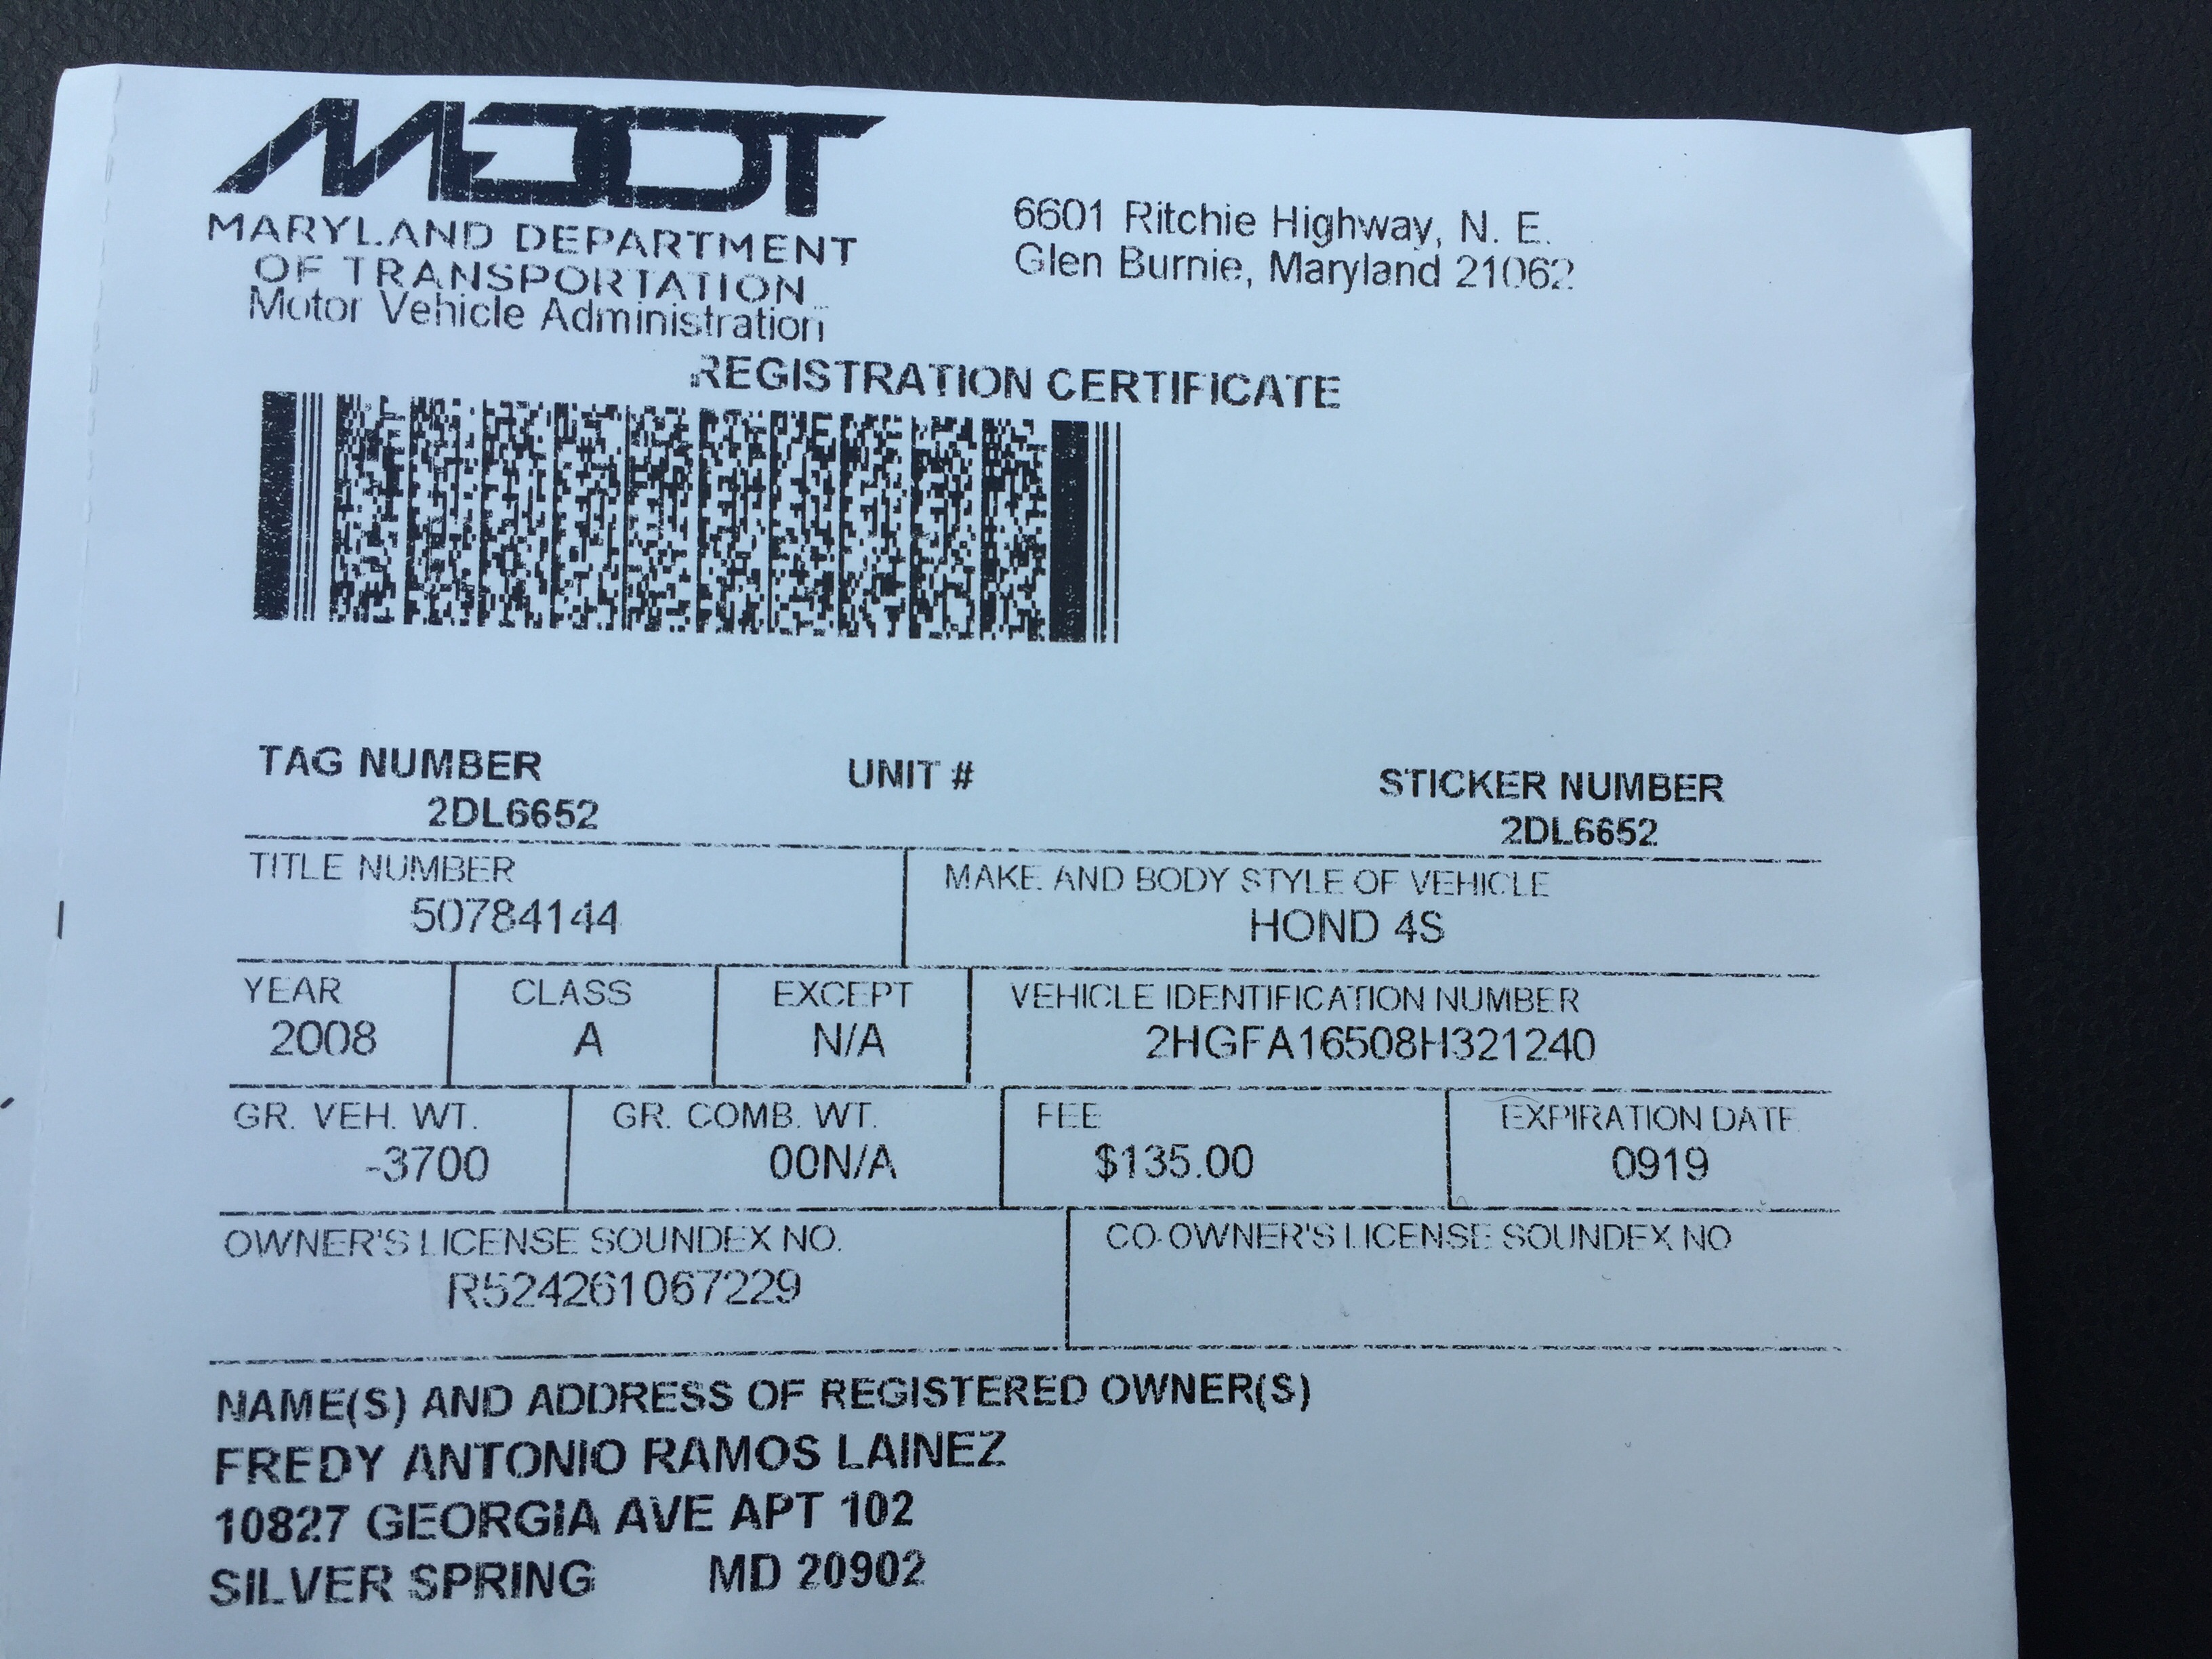 MDOT
MARYLAND DEPARTMENT
OF TRANSPORTATION
Motor Vehicle Administration
6601 Ritchie Highway, N. E.
Glen Burnie, Maryland 21062
REGISTRATION CERTIFICATE
TAG NUMBER UNIT # STICKER NUMBER
2DL6652 2DL6652
TITLE NUMBER MAKE AND BODY STYLE OF VEHICLE
50784144 HOND 4S
YEAR CLASS EXCEPT VEHICLE IDENTIFICATION NUMBER
2008 A N/A 2HGFA16508H321240
GR. VEH. WT. GR. COMB. WT. FEE EXPIRATION DATE
-3700 00N/A $135.00 0919
OWNER'S LICENSE SOUNDEX NO. CO-OWNER'S LICENSE SOUNDEX NO
R524261067229
NAME(S) AND ADDRESS OF REGISTERED OWNER(S)
FREDY ANTONIO RAMOS LAINEZ
10827 GEORGIA AVE APT 102
SILVER SPRING MD 20902